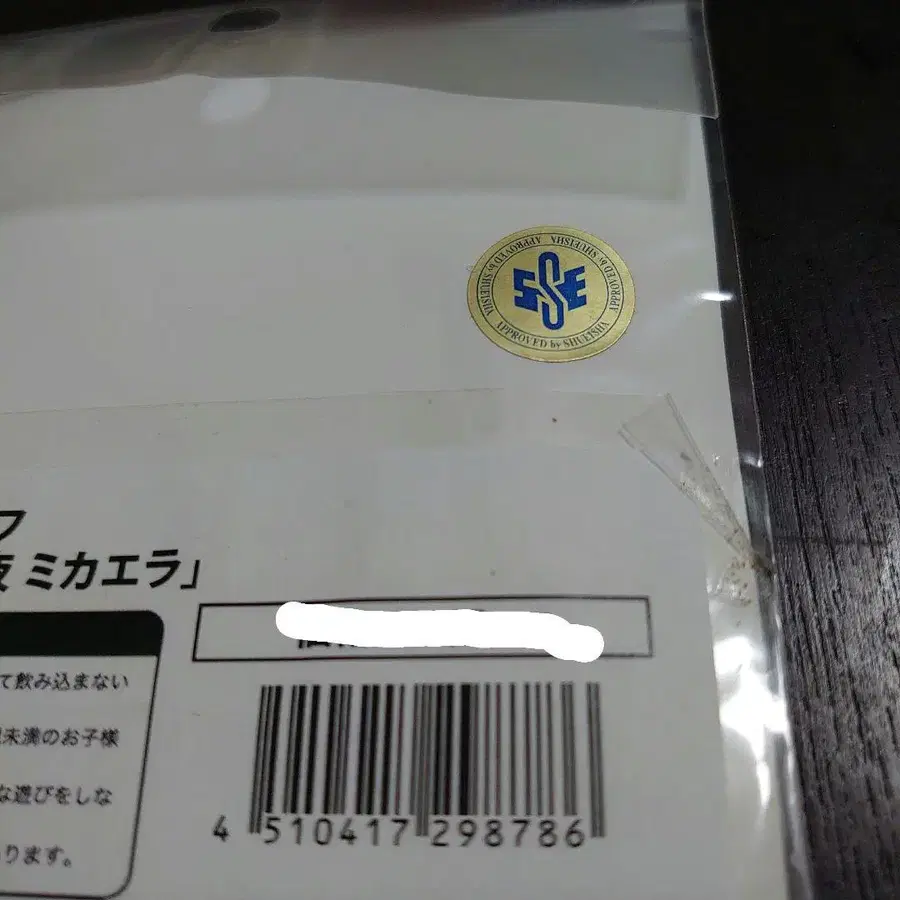 APPROVED by SHUEISHA APPROVED by SHUEISHA APPROVED by SHUEISHA
SSE
フ
夜 ミカエラ」
て飲み込まない
未満のお子様
な遊びをしな
ります。
4 510417 298786